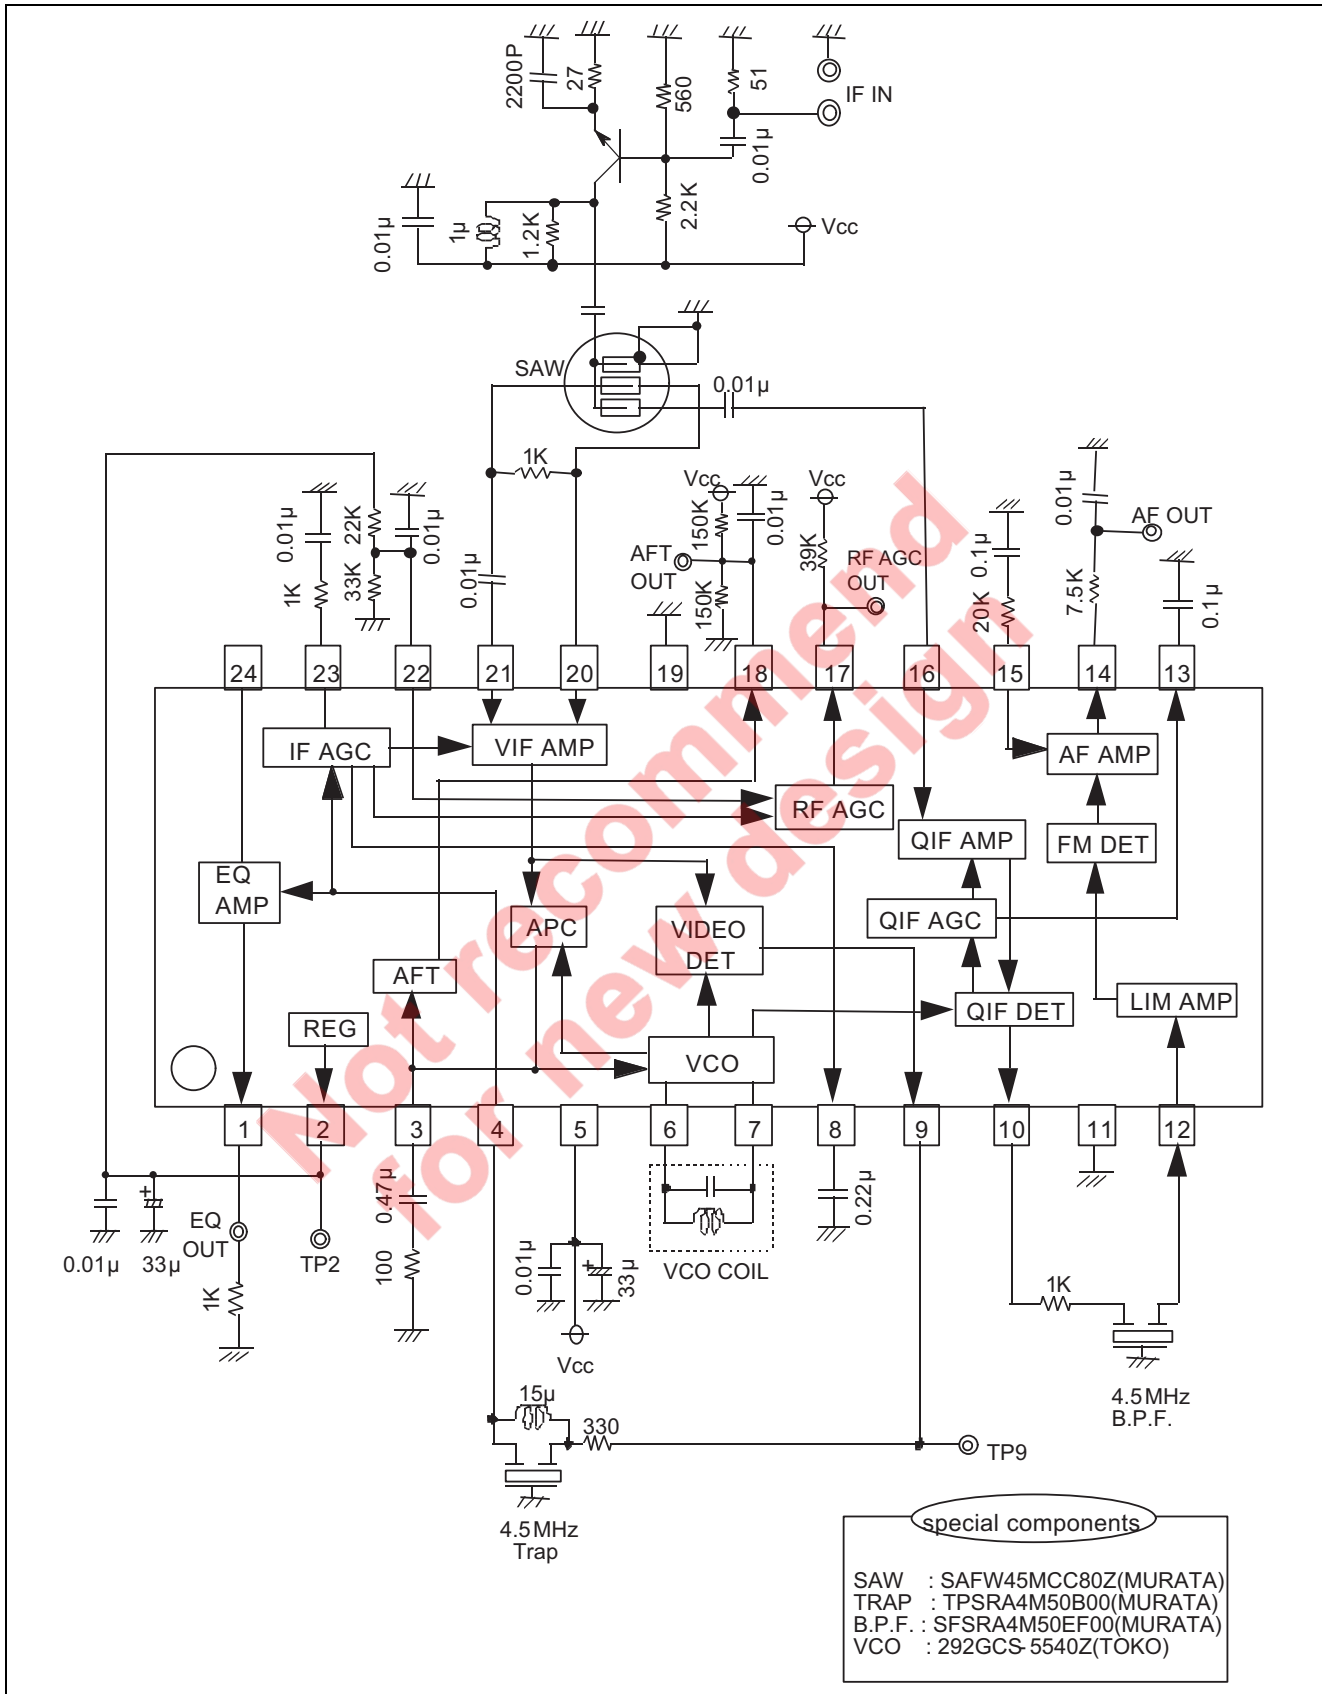 2200P
27
560
51
IF IN
0.01µ
0.01µ
1µ
1.2K
2.2K
Vcc
SAW
0.01µ
1K
0.01µ
22K
0.01µ
1K
33K
0.01µ
Vcc
150K
0.01µ
AFT
OUT
150K
Vcc
39K
RF AGC
OUT
0.1µ
20K
0.01µ
AF OUT
7.5K
0.1µ
24
23
22
21
20
19
18
17
16
15
14
13
IF AGC
VIF AMP
AF AMP
RF AGC
QIF AMP
FM DET
EQ
AMP
APC
VIDEO
DET
QIF AGC
AFT
REG
QIF DET
LIM AMP
VCO
1
2
3
4
5
6
7
8
9
10
11
12
0.01µ
33µ
EQ
OUT
1K
TP2
0.47µ
100
0.01µ
33µ
Vcc
VCO COIL
0.22µ
1K
4.5MHz
B.P.F.
15µ
330
TP9
4.5MHz
Trap
special components
SAW : SAFW45MCC80Z(MURATA)
TRAP : TPSRA4M50B00(MURATA)
B.P.F. : SFSRA4M50EF00(MURATA)
VCO : 292GCS-5540Z(TOKO)
Not recommend
for new design